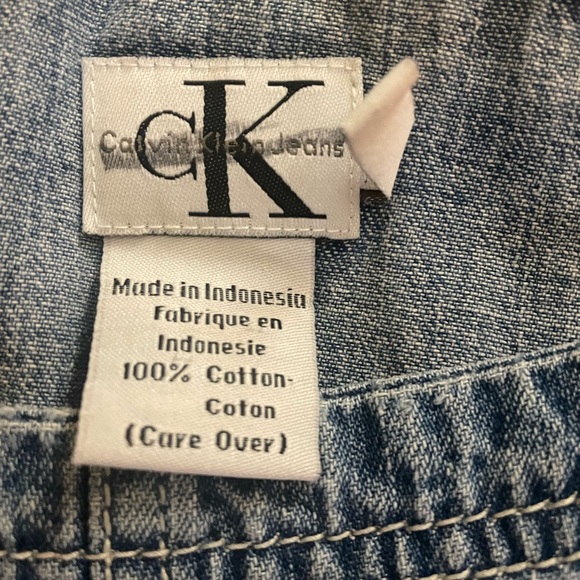 CK
Calvin Klein Jeans
Made in Indonesia
Fabrique en
Indonesie
100% Cotton-
Coton
(Care Over)